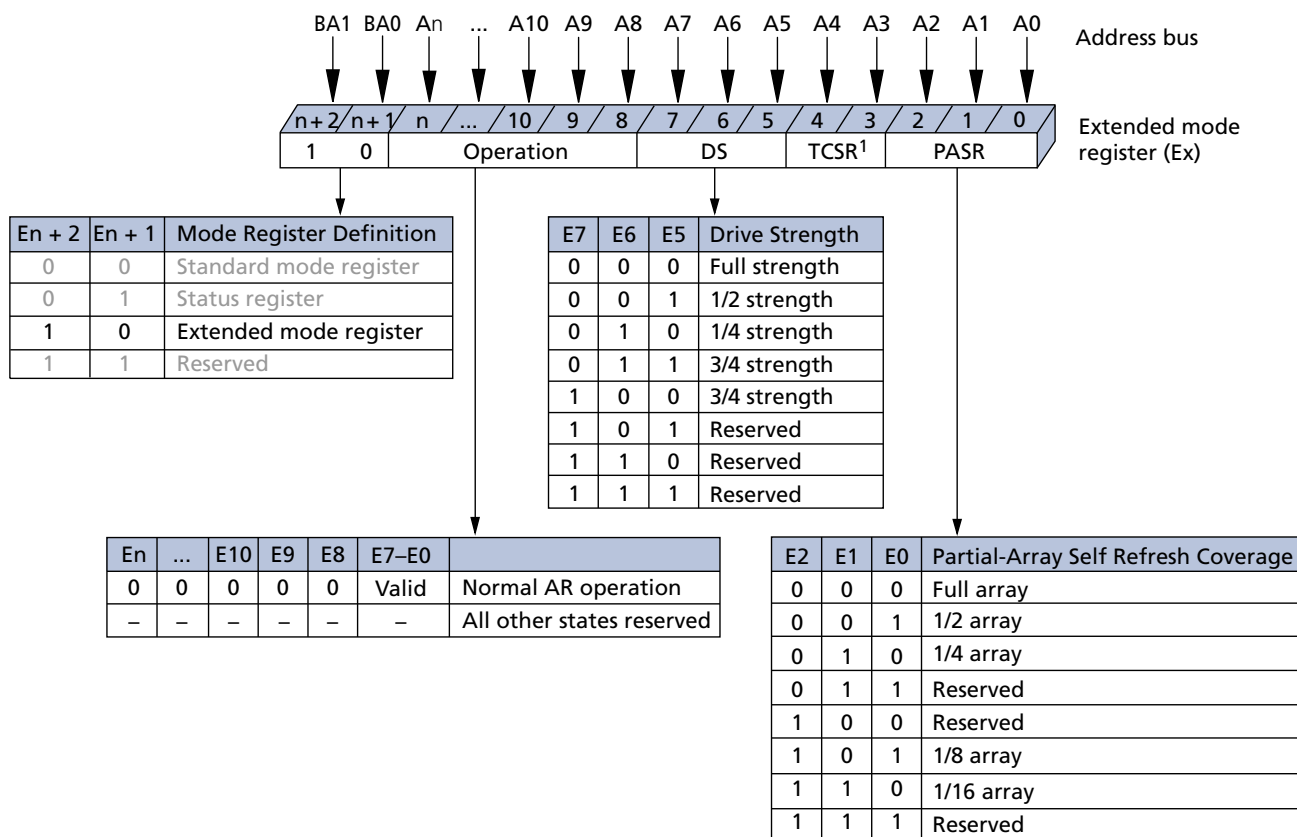 BA1 BA0 An ... A10 A9 A8 A7 A6 A5 A4 A3 A2 A1 A0
Address bus
n + 2 n + 1 n ... 10 9 8 7 6 5 4 3 2 1 0
Extended mode
register (Ex)
1 0 Operation DS TCSR1 PASR
En + 2 En + 1 Mode Register Definition
0 0 Standard mode register
0 1 Status register
1 0 Extended mode register
1 1 Reserved
E7 E6 E5 Drive Strength
0 0 0 Full strength
0 0 1 1/2 strength
0 1 0 1/4 strength
0 1 1 3/4 strength
1 0 0 3/4 strength
1 0 1 Reserved
1 1 0 Reserved
1 1 1 Reserved
En ... E10 E9 E8 E7–E0
0 0 0 0 0 Valid Normal AR operation
– – – – – – All other states reserved
E2 E1 E0 Partial-Array Self Refresh Coverage
0 0 0 Full array
0 0 1 1/2 array
0 1 0 1/4 array
0 1 1 Reserved
1 0 0 Reserved
1 0 1 1/8 array
1 1 0 1/16 array
1 1 1 Reserved